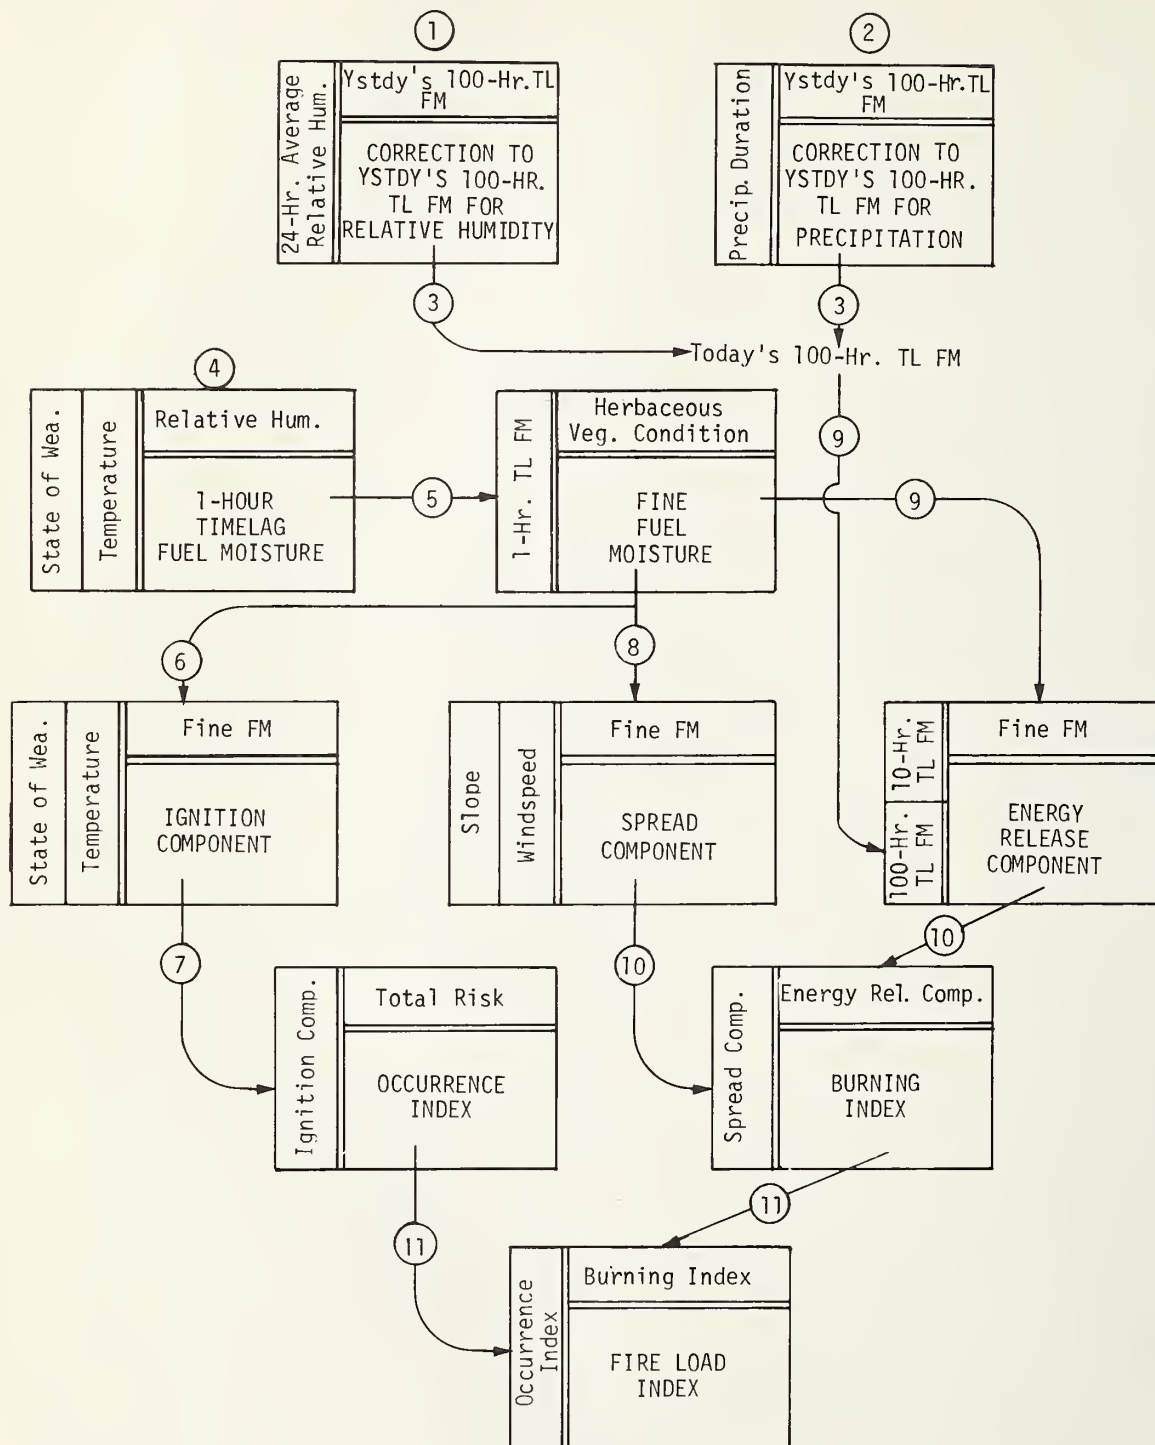 1
2
24-Hr. Average
Relative Hum.
Ystdy's 100-Hr.TL
FM
CORRECTION TO
YSTDY'S 100-HR.
TL FM FOR
RELATIVE HUMIDITY
Precip. Duration
Ystdy's 100-Hr.TL
FM
CORRECTION TO
YSTDY'S 100-HR.
TL FM FOR
PRECIPITATION
3
3
Today's 100-Hr. TL FM
4
State of Wea.
Temperature
Relative Hum.
1-HOUR
TIMELAG
FUEL MOISTURE
5
1-Hr. TL FM
Herbaceous
Veg. Condition
FINE
FUEL
MOISTURE
9
9
6
8
State of Wea.
Temperature
Fine FM
IGNITION
COMPONENT
Slope
Windspeed
Fine FM
SPREAD
COMPONENT
10-Hr.
TL FM
100-Hr.
TL FM
Fine FM
ENERGY
RELEASE
COMPONENT
7
10
10
Ignition Comp.
Total Risk
OCCURRENCE
INDEX
Spread Comp.
Energy Rel. Comp.
BURNING
INDEX
11
11
Occurrence
Index
Burning Index
FIRE LOAD
INDEX